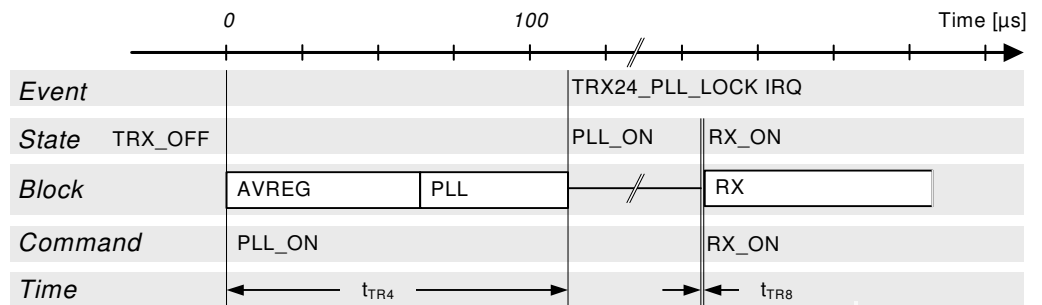 0 100 Time [µs]
Event TRX24_PLL_LOCK IRQ
State TRX_OFF PLL_ON RX_ON
Block AVREG PLL RX
Command PLL_ON RX_ON
Time tTR4 tTR8